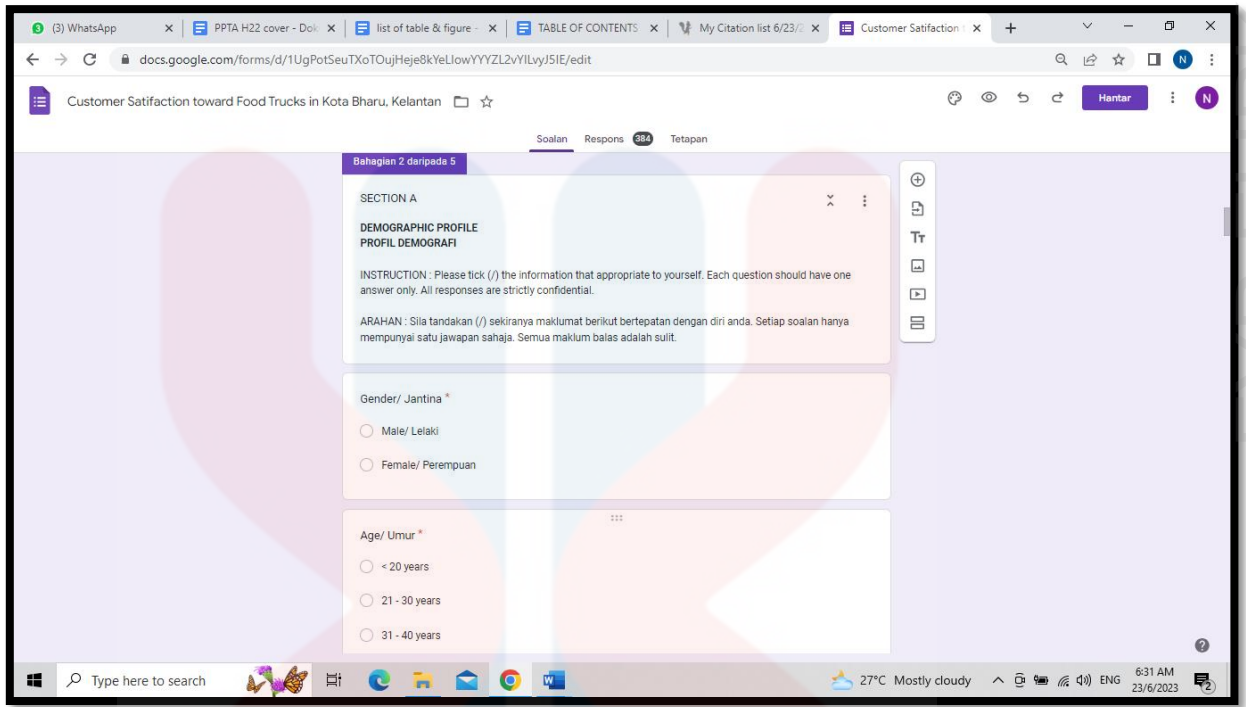 (3) WhatsApp
PPTA H22 cover - Dok
list of table & figure -
TABLE OF CONTENTS
My Citation list 6/23/2
Customer Satifaction
docs.google.com/forms/d/1UgPotSeuTXoTOujHeje8kYeLIowYYYZL2vYILvyJ5IE/edit
N
Customer Satifaction toward Food Trucks in Kota Bharu, Kelantan
Hantar
N
Soalan Respons 384 Tetapan
Bahagian 2 daripada 5
SECTION A
DEMOGRAPHIC PROFILE
PROFIL DEMOGRAFI
INSTRUCTION : Please tick (/) the information that appropriate to yourself. Each question should have one
answer only. All responses are strictly confidential.
ARAHAN : Sila tandakan (/) sekiranya maklumat berikut bertepatan dengan diri anda. Setiap soalan hanya
mempunyai satu jawapan sahaja. Semua maklum balas adalah sulit.
Gender/ Jantina *
Male/ Lelaki
Female/ Perempuan
Age/ Umur *
< 20 years
21 - 30 years
31 - 40 years
Type here to search
27°C Mostly cloudy
ENG
6:31 AM
23/6/2023
2